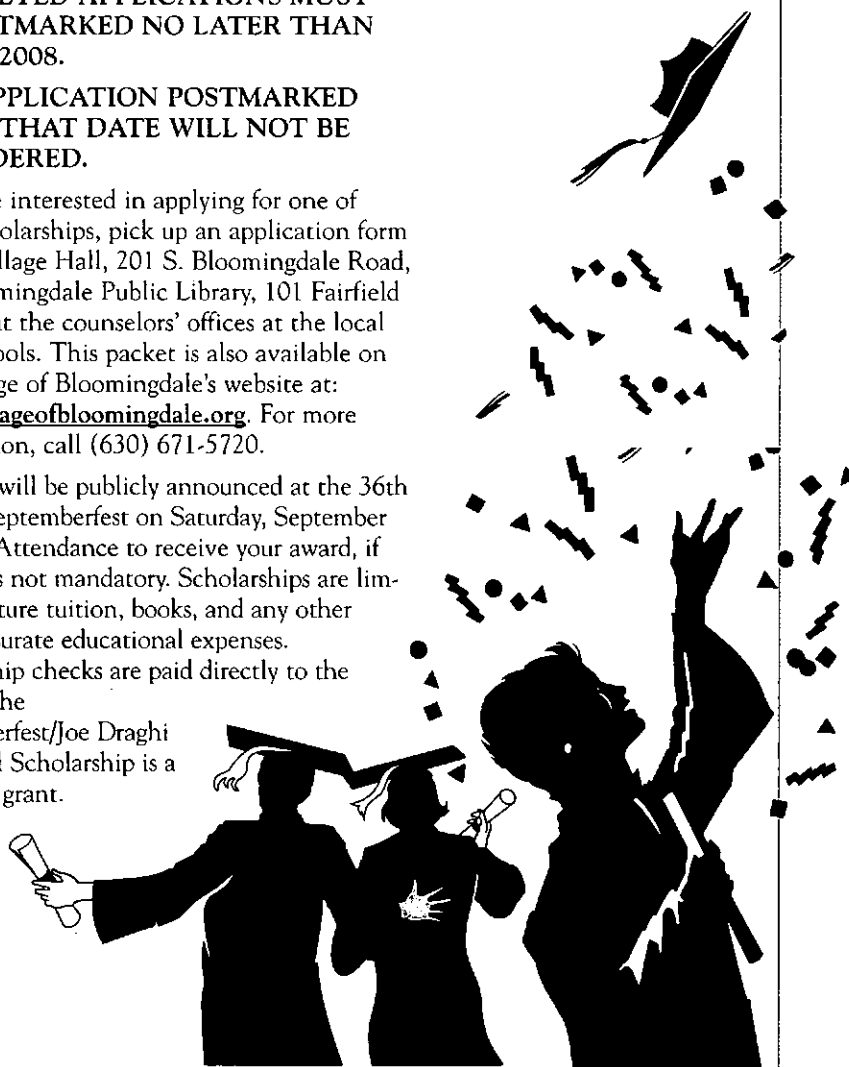 ETED APPLICATIONS MUST
TMARKED NO LATER THAN
2008.
PPLICATION POSTMARKED
THAT DATE WILL NOT BE
DERED.
e interested in applying for one of
olarships, pick up an application form
llage Hall, 201 S. Bloomingdale Road,
mingdale Public Library, 101 Fairfield
at the counselors' offices at the local
ools. This packet is also available on
ge of Bloomingdale's website at:
ageofbloomingdale.org. For more
on, call (630) 671-5720.
will be publicly announced at the 36th
eptemberfest on Saturday, September
Attendance to receive your award, if
s not mandatory. Scholarships are lim-
ture tuition, books, and any other
urate educational expenses.
hip checks are paid directly to the
he
erfest/Joe Draghi
l Scholarship is a
grant.